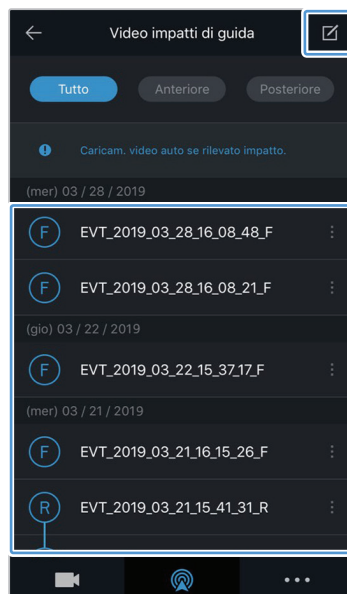 Video impatti di guida
Tutto Anteriore Posteriore
Caricam. video auto se rilevato impatto.
(mer) 03 / 28 / 2019
F EVT_2019_03_28_16_08_48_F
F EVT_2019_03_28_16_08_21_F
(gio) 03 / 22 / 2019
F EVT_2019_03_22_15_37_17_F
(mer) 03 / 21 / 2019
F EVT_2019_03_21_16_15_26_F
R EVT_2019_03_21_15_41_31_R